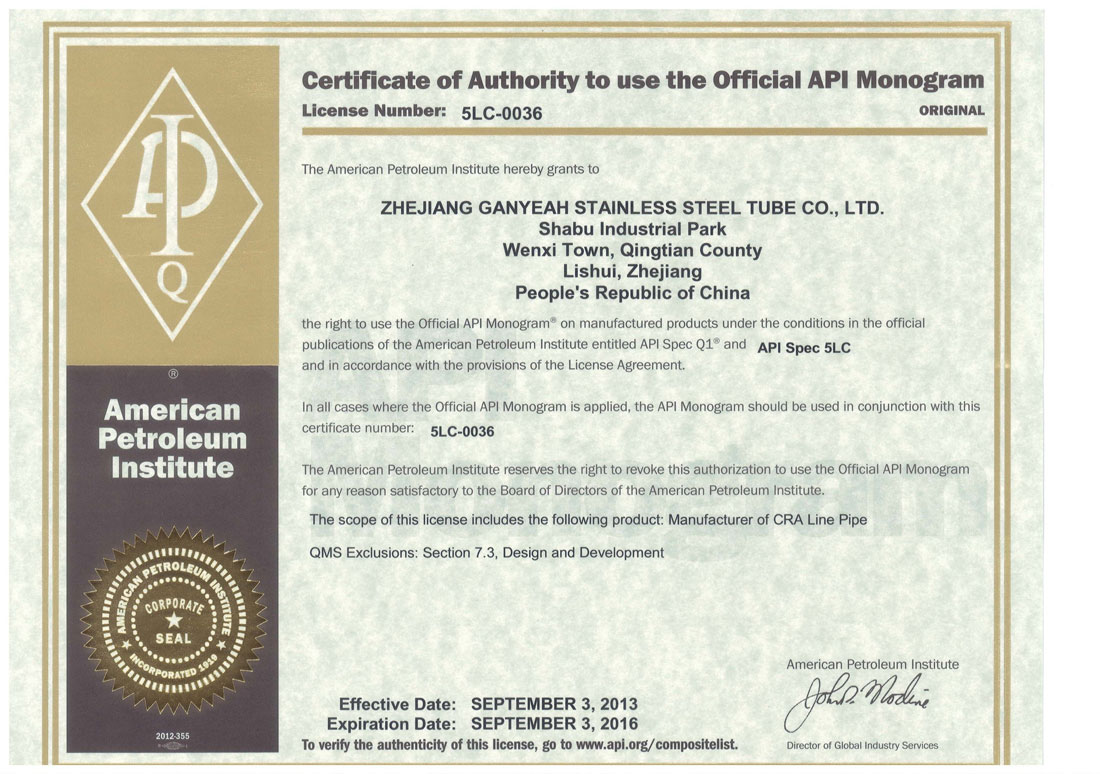 Certificate of Authority to use the Official API Monogram
License Number: 5LC-0036
ORIGINAL
The American Petroleum Institute hereby grants to
ZHEJIANG GANYEAH STAINLESS STEEL TUBE CO., LTD.
Shabu Industrial Park
Wenxi Town, Qingtian County
Lishui, Zhejiang
People's Republic of China
the right to use the Official API Monogram® on manufactured products under the conditions in the official
publications of the American Petroleum Institute entitled API Spec Q1® and API Spec 5LC
and in accordance with the provisions of the License Agreement.
In all cases where the Official API Monogram is applied, the API Monogram should be used in conjunction with this
certificate number: 5LC-0036
The American Petroleum Institute reserves the right to revoke this authorization to use the Official API Monogram
for any reason satisfactory to the Board of Directors of the American Petroleum Institute.
The scope of this license includes the following product: Manufacturer of CRA Line Pipe
QMS Exclusions: Section 7.3, Design and Development
American Petroleum Institute
John D. Modine
Director of Global Industry Services
Effective Date: SEPTEMBER 3, 2013
Expiration Date: SEPTEMBER 3, 2016
To verify the authenticity of this license, go to www.api.org/compositelist.
API
Q
®
American
Petroleum
Institute
AMERICAN PETROLEUM INSTITUTE
CORPORATE
SEAL
INCORPORATED 1919
2012-355